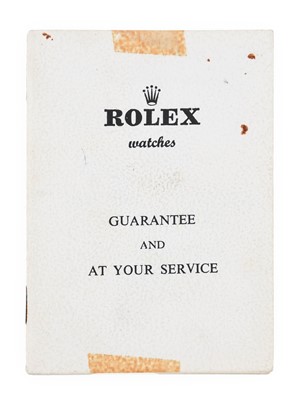 ROLEX
watches
GUARANTEE
AND
AT YOUR SERVICE